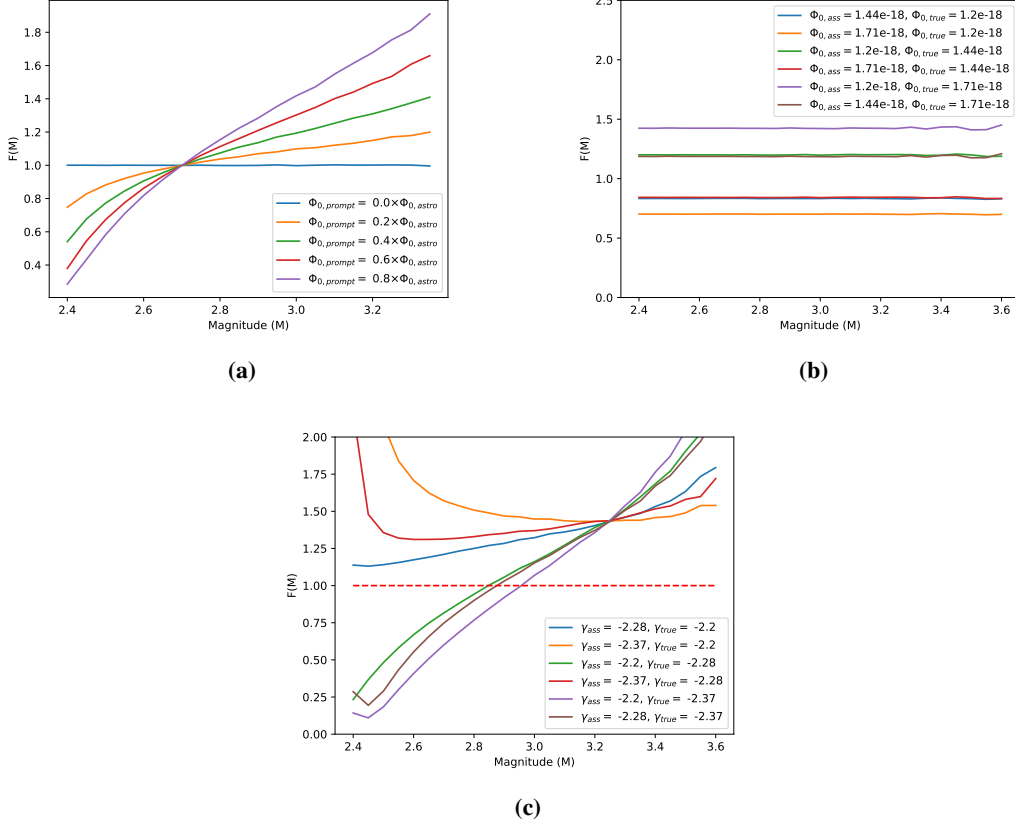 1.8
1.6
1.4
1.2
1.0
0.8
0.6
0.4
F(M)
Φ0,prompt = 0.0×Φ0,astro
Φ0,prompt = 0.2×Φ0,astro
Φ0,prompt = 0.4×Φ0,astro
Φ0,prompt = 0.6×Φ0,astro
Φ0,prompt = 0.8×Φ0,astro
2.4 2.6 2.8 3.0 3.2
Magnitude (M)
(a)
2.5
2.0
1.5
1.0
0.5
0.0
F(M)
Φ0,ass = 1.44e-18, Φ0,true = 1.2e-18
Φ0,ass = 1.71e-18, Φ0,true = 1.2e-18
Φ0,ass = 1.2e-18, Φ0,true = 1.44e-18
Φ0,ass = 1.71e-18, Φ0,true = 1.44e-18
Φ0,ass = 1.2e-18, Φ0,true = 1.71e-18
Φ0,ass = 1.44e-18, Φ0,true = 1.71e-18
2.4 2.6 2.8 3.0 3.2 3.4 3.6
Magnitude (M)
(b)
2.00
1.75
1.50
1.25
1.00
0.75
0.50
0.25
0.00
F(M)
γass = -2.28, γtrue = -2.2
γass = -2.37, γtrue = -2.2
γass = -2.2, γtrue = -2.28
γass = -2.37, γtrue = -2.28
γass = -2.2, γtrue = -2.37
γass = -2.28, γtrue = -2.37
2.4 2.6 2.8 3.0 3.2 3.4 3.6
Magnitude (M)
(c)